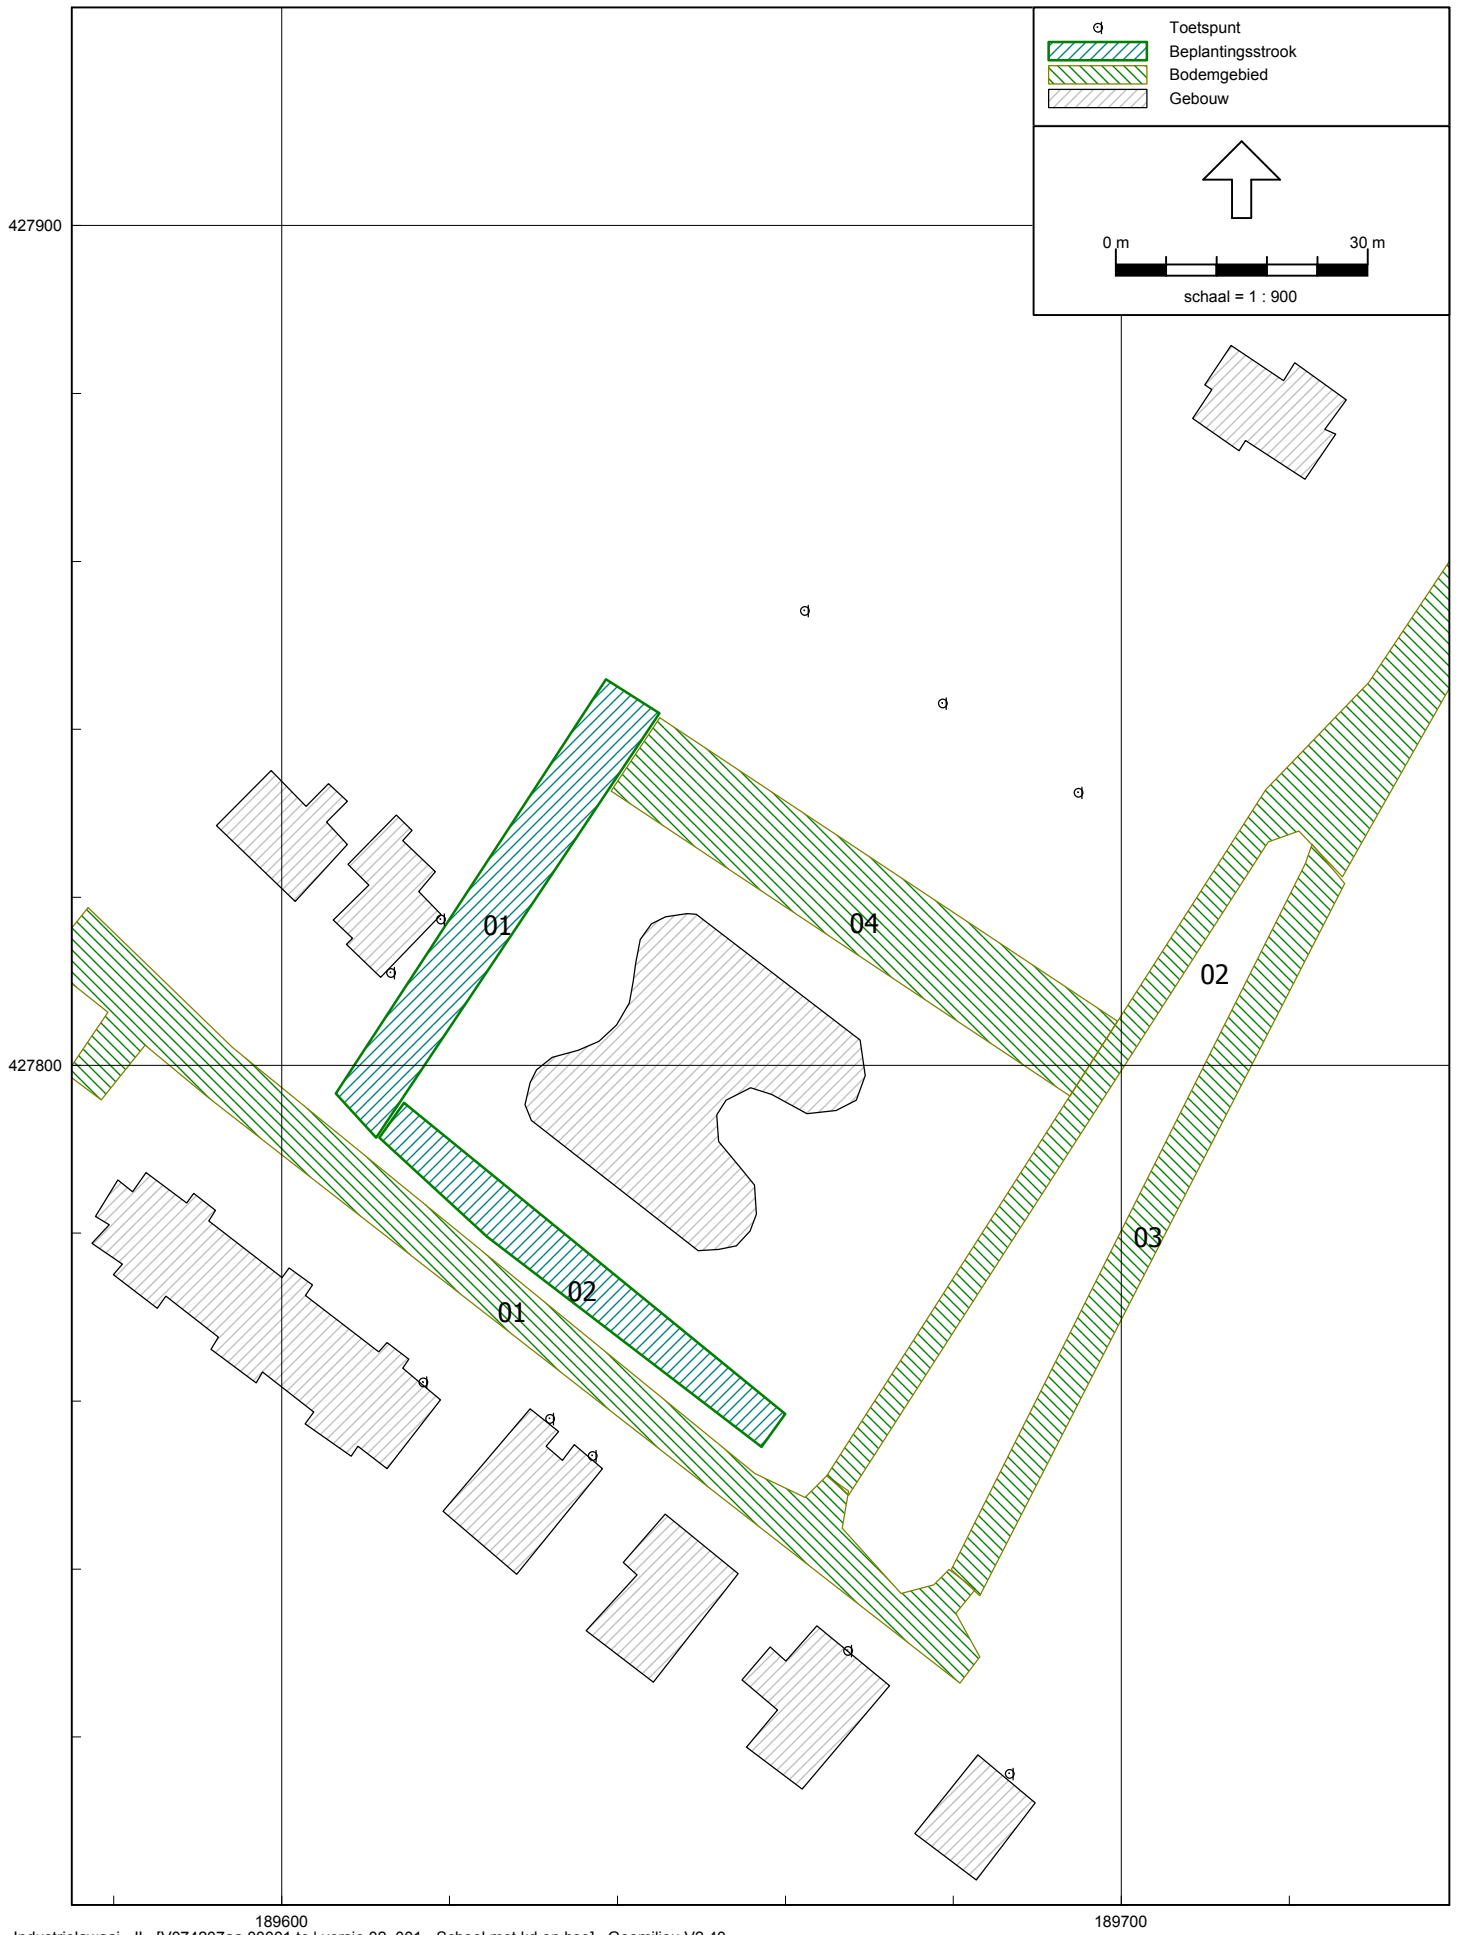 Toetspunt
Beplantingsstrook
Bodemgebied
Gebouw
0 m 30 m
schaal = 1 : 900
427900
01
04
02
427800
03
02
01
189600 189700